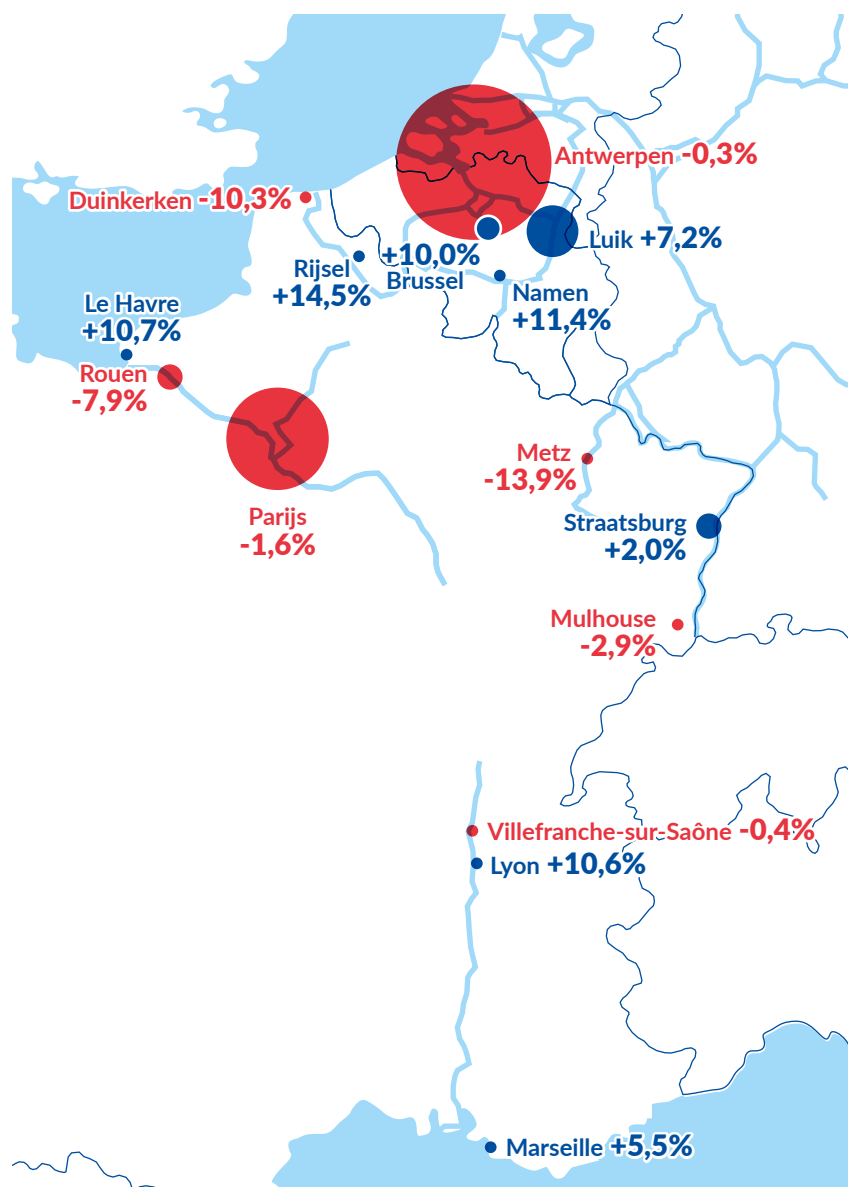 Antwerpen -0,3%
Duinkerken -10,3%
Luik +7,2%
+10,0%
Brussel
Rijsel
+14,5%
Namen
+11,4%
Le Havre
+10,7%
Rouen
-7,9%
Metz
-13,9%
Parijs
-1,6%
Straatsburg
+2,0%
Mulhouse
-2,9%
Villefranche-sur-Saône -0,4%
Lyon +10,6%
Marseille +5,5%